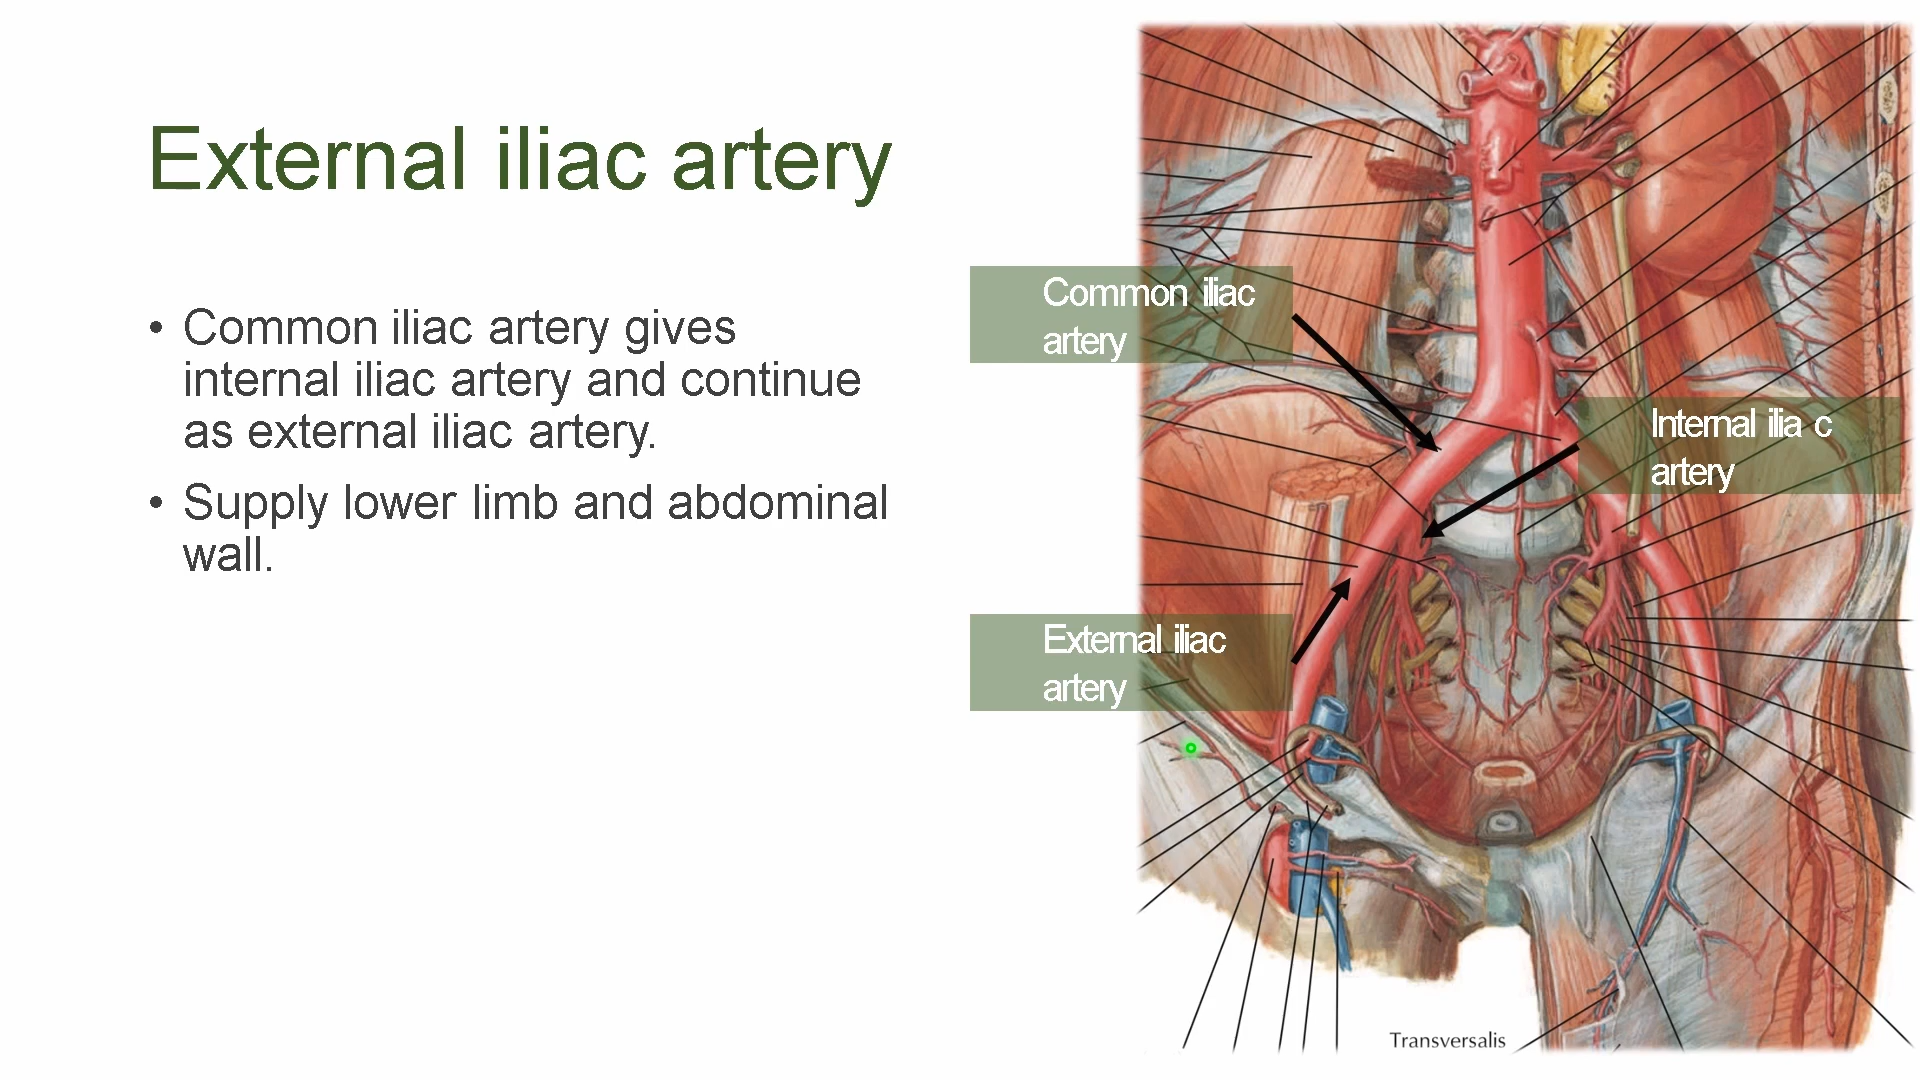 External iliac artery
• Common iliac artery gives
internal iliac artery and continue
as external iliac artery.
• Supply lower limb and abdominal
wall.
Common iliac
artery
Internal ilia c
artery
External iliac
artery
Transversalis